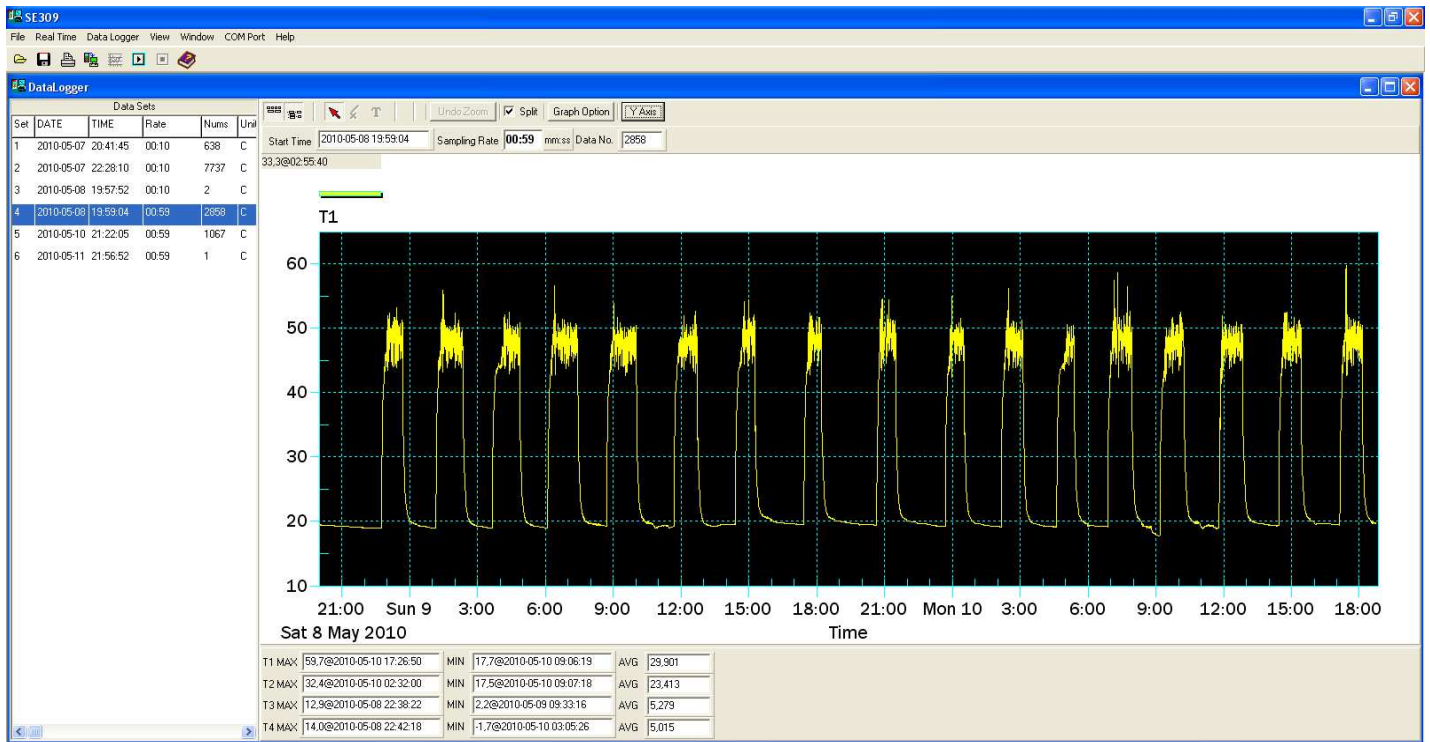 SE309
File Real Time Data Logger View Window COM Port Help
DataLogger
Data Sets
Set DATE TIME Rate Nums Unit
1 2010-05-07 20:41:45 00:10 638 C
2 2010-05-07 22:28:10 00:10 7737 C
3 2010-05-08 19:57:52 00:10 2 C
4 2010-05-08 19:59:04 00:59 2858 C
5 2010-05-10 21:22:05 00:59 1067 C
6 2010-05-11 21:56:52 00:59 1 C
T Undo Zoom Split Graph Option Y Axis
Start Time 2010-05-08 19:59:04 Sampling Rate 00:59 mm:ss Data No. 2858
33,3@02:55:40
T1
60
50
40
30
20
10
21:00 Sun 9 3:00 6:00 9:00 12:00 15:00 18:00 21:00 Mon 10 3:00 6:00 9:00 12:00 15:00 18:00
Sat 8 May 2010 Time
T1 MAX 59,7@2010-05-10 17:26:50 MIN 17,7@2010-05-10 09:06:19 AVG 29,901
T2 MAX 32,4@2010-05-10 02:32:00 MIN 17,5@2010-05-10 09:07:18 AVG 23,413
T3 MAX 12,9@2010-05-08 22:38:22 MIN 2,2@2010-05-09 09:33:16 AVG 5,279
T4 MAX 14,0@2010-05-08 22:42:18 MIN -1,7@2010-05-10 03:05:26 AVG 5,015